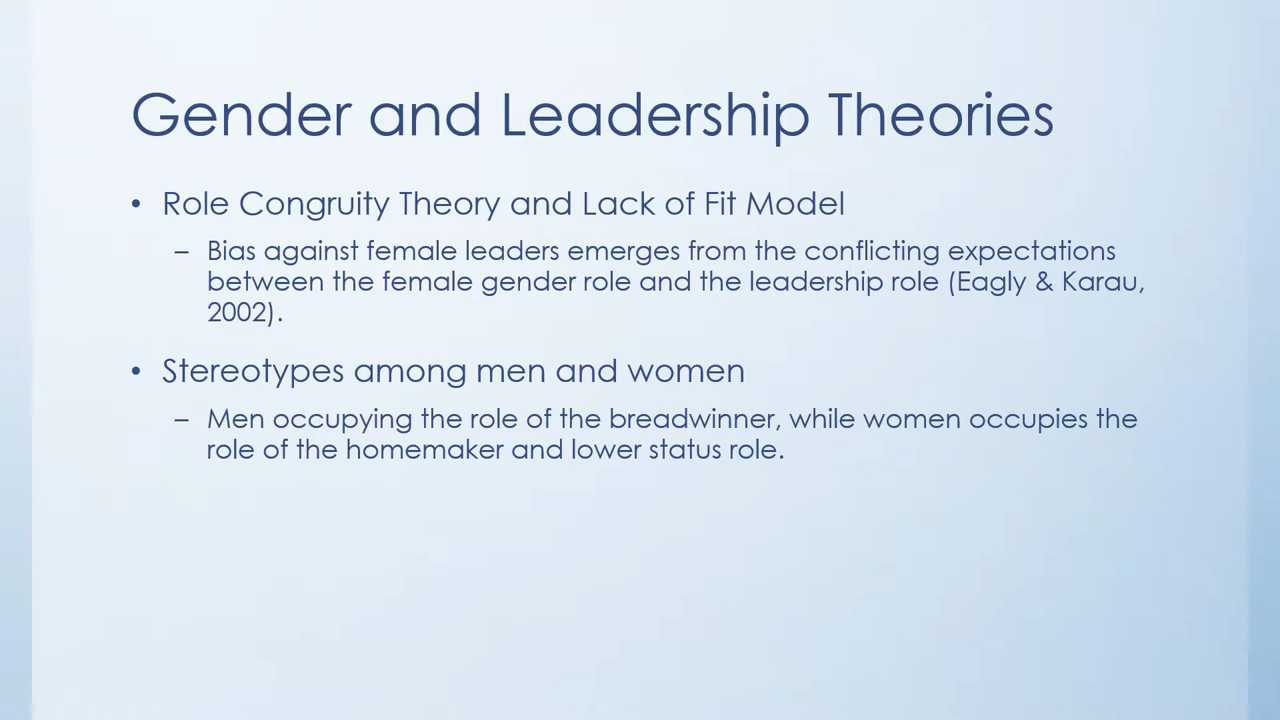 Gender and Leadership Theories
• Role Congruity Theory and Lack of Fit Model
– Bias against female leaders emerges from the conflicting expectations
between the female gender role and the leadership role (Eagly & Karau,
2002).
• Stereotypes among men and women
– Men occupying the role of the breadwinner, while women occupies the
role of the homemaker and lower status role.